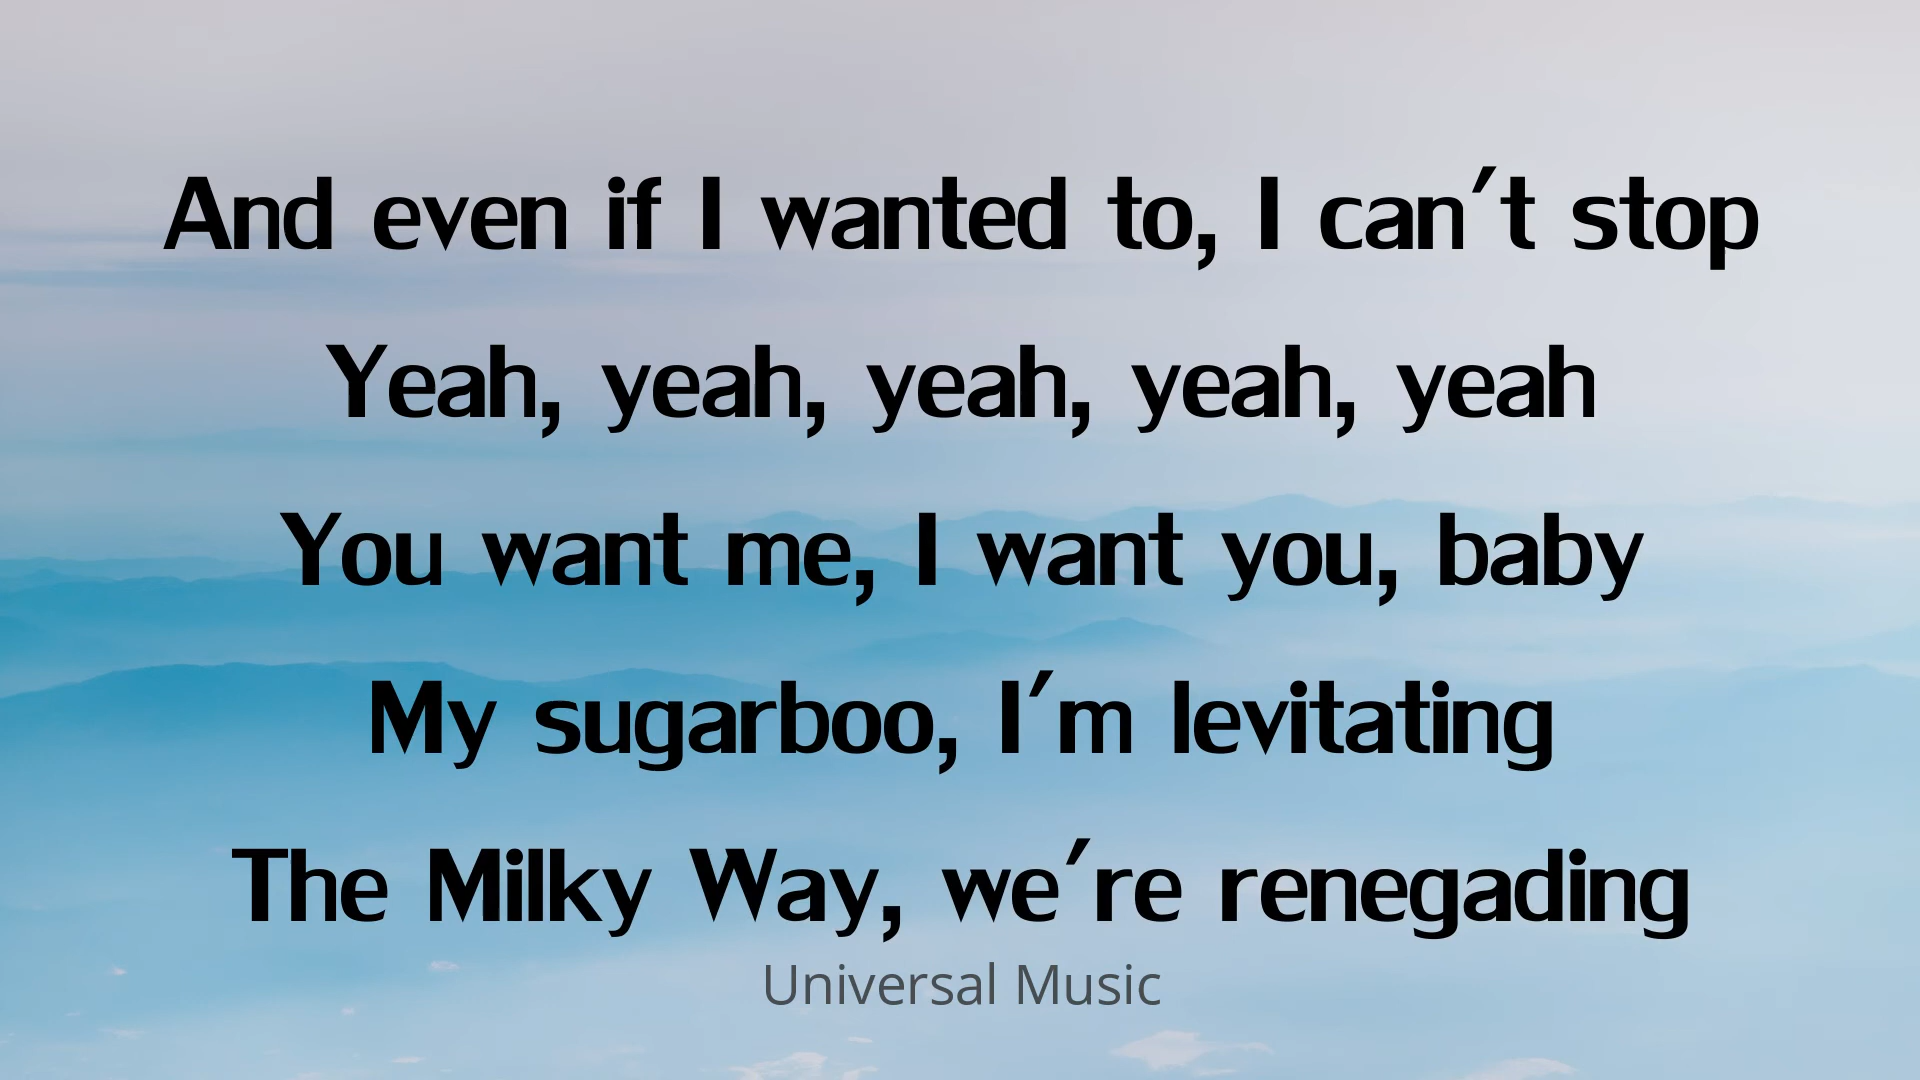 And even if I wanted to, I can't stop
Yeah, yeah, yeah, yeah, yeah
You want me, I want you, baby
My sugarboo, I'm levitating
The Milky Way, we're renegading
Universal Music